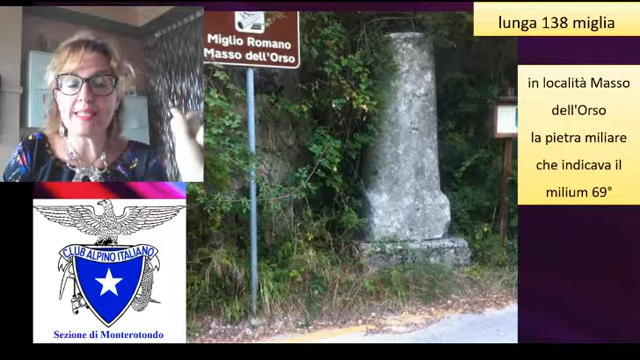 lunga 138 miglia
Miglio Romano
Masso dell'Orso
in località Masso
dell'Orso
la pietra miliare
che indicava il
milium 69°
CLUB ALPINO ITALIANO
Sezione di Monterotondo